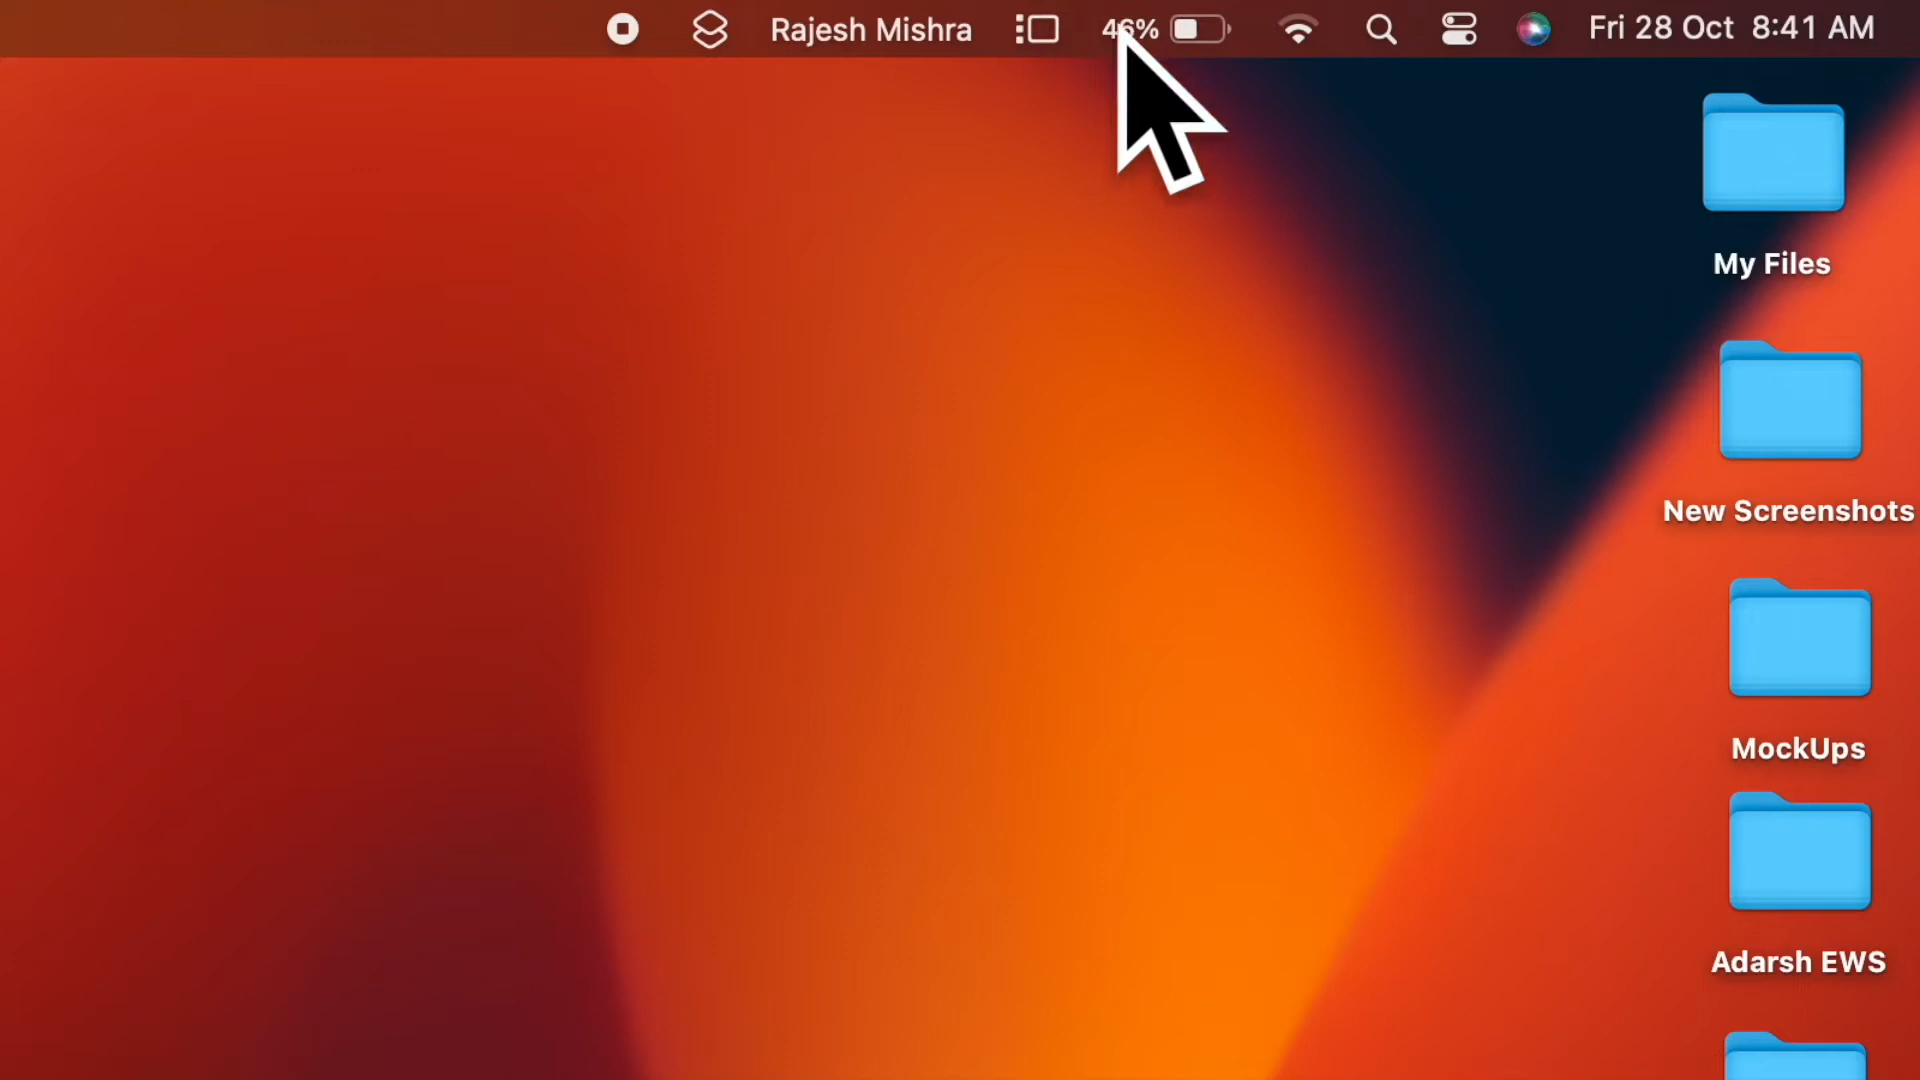 Rajesh Mishra 46% Fri 28 Oct 8:41 AM
My Files
New Screenshots
MockUps
Adarsh EWS